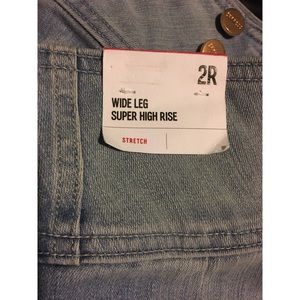 2R
WIDE LEG
SUPER HIGH RISE
STRETCH